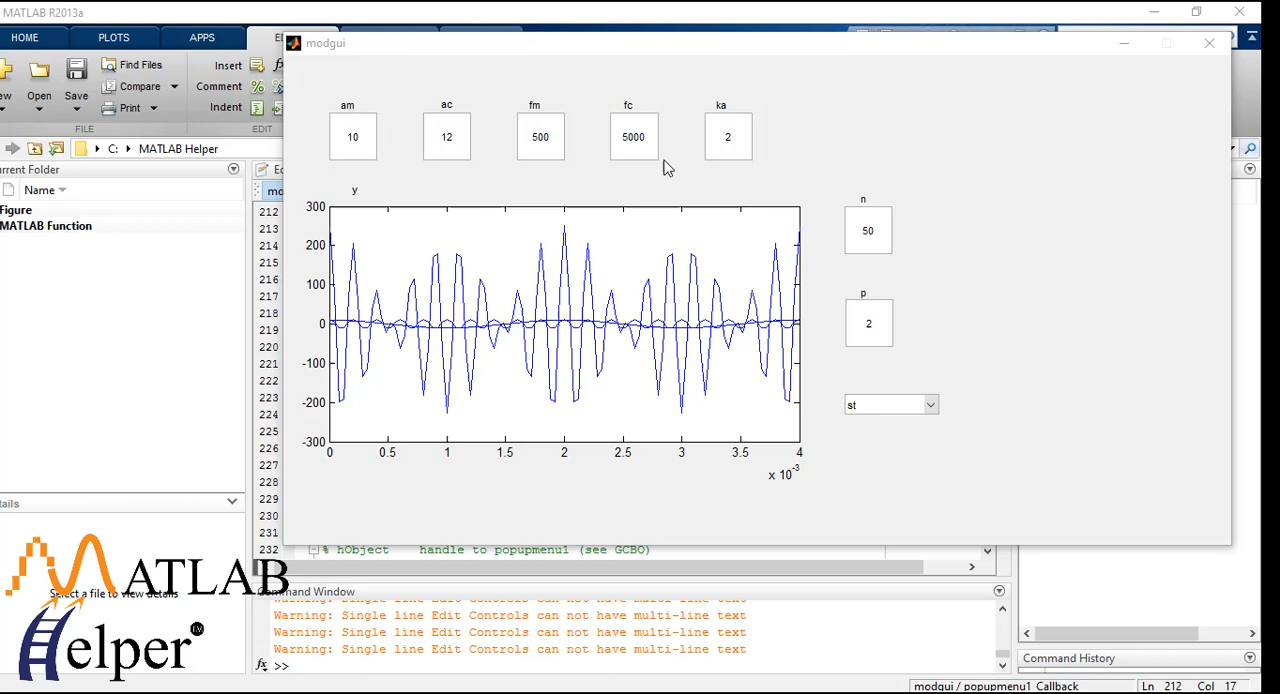 MATLAB R2013a
HOME PLOTS APPS
modgui
Find Files
Insert
Compare
Comment
Open Save
Print
Indent
FILE EDIT
C: MATLAB Helper
urrent Folder
Name
Figure
MATLAB Function
am ac fm fc ka
10 12 500 5000 2
y
n
50
p
2
st
300
200
100
0
-100
-200
-300
0 0.5 1 1.5 2 2.5 3 3.5 4
x 10-3
212
213
214
215
216
217
218
219
220
221
222
223
224
225
226
227
228
229
230
231
232 % hObject handle to popupmenu1 (see GCBO)
tails
Select a file to view details
MATLAB
Helper TM
Command Window
Warning: Single line Edit Controls can not have multi-line text
Warning: Single line Edit Controls can not have multi-line text
Warning: Single line Edit Controls can not have multi-line text
fx >>
Command History
modgui / popupmenu1 Callback Ln 212 Col 17